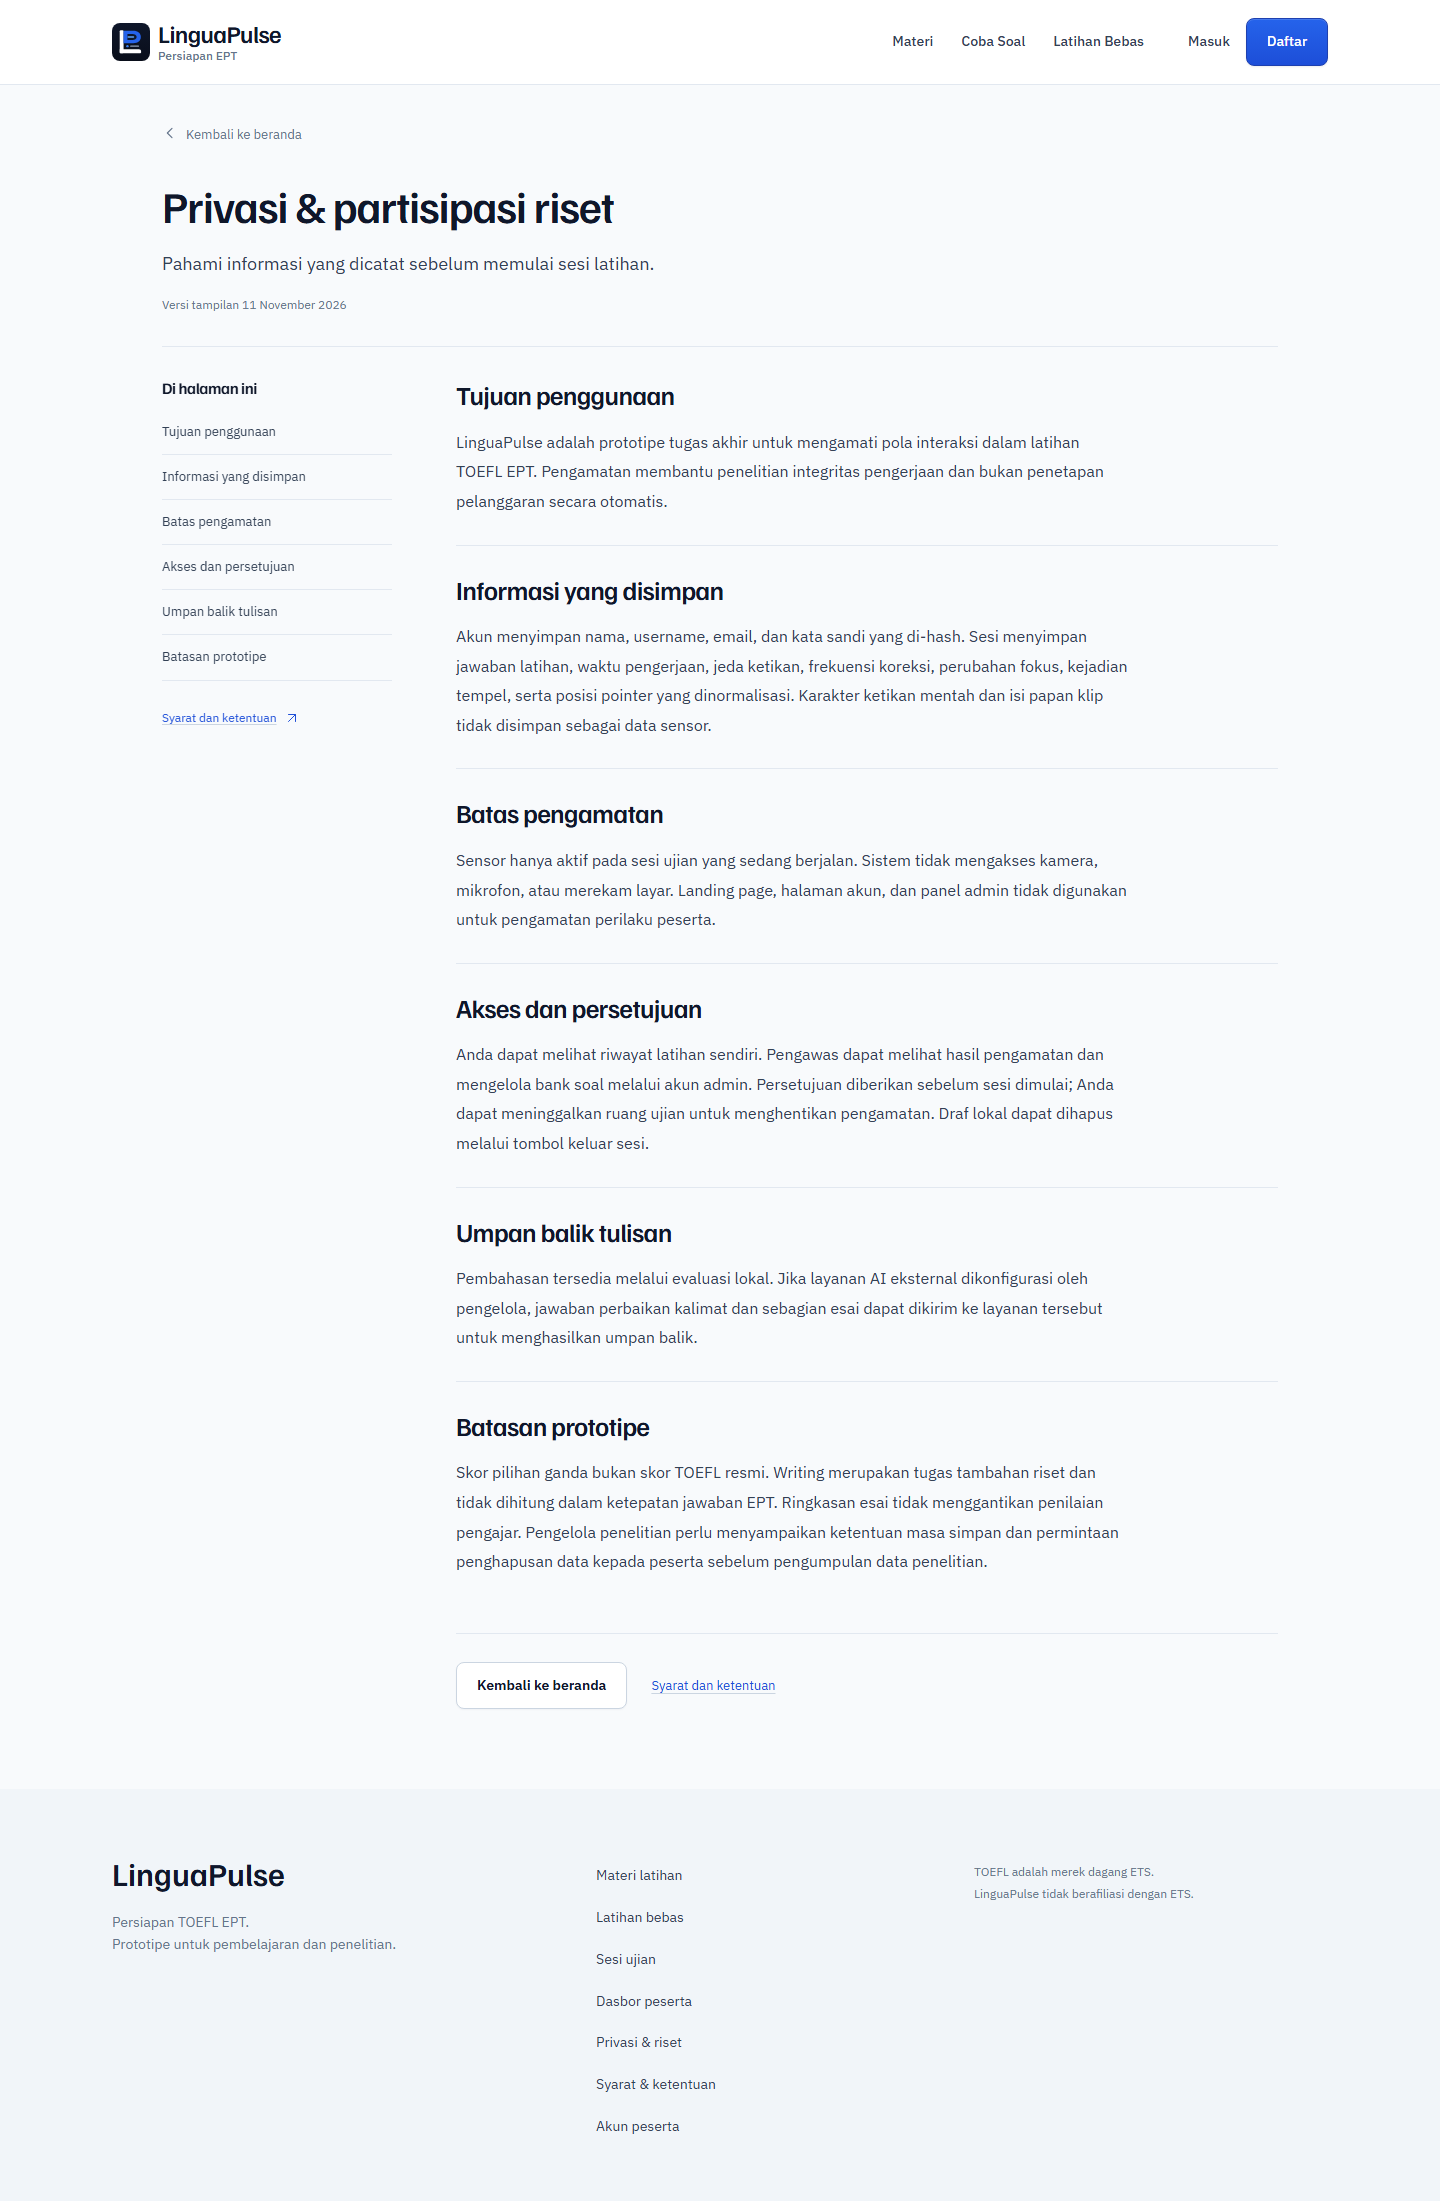 LinguaPulse
Persiapan EPT
Materi
Coba Soal
Latihan Bebas
Masuk
Daftar
Kembali ke beranda
Privasi & partisipasi riset
Pahami informasi yang dicatat sebelum memulai sesi latihan.
Versi tampilan 11 November 2026
Di halaman ini
Tujuan penggunaan
Informasi yang disimpan
Batas pengamatan
Akses dan persetujuan
Umpan balik tulisan
Batasan prototipe
Syarat dan ketentuan
Tujuan penggunaan
LinguaPulse adalah prototipe tugas akhir untuk mengamati pola interaksi dalam latihan
TOEFL EPT. Pengamatan membantu penelitian integritas pengerjaan dan bukan penetapan
pelanggaran secara otomatis.
Informasi yang disimpan
Akun menyimpan nama, username, email, dan kata sandi yang di-hash. Sesi menyimpan
jawaban latihan, waktu pengerjaan, jeda ketikan, frekuensi koreksi, perubahan fokus, kejadian
tempel, serta posisi pointer yang dinormalisasi. Karakter ketikan mentah dan isi papan klip
tidak disimpan sebagai data sensor.
Batas pengamatan
Sensor hanya aktif pada sesi ujian yang sedang berjalan. Sistem tidak mengakses kamera,
mikrofon, atau merekam layar. Landing page, halaman akun, dan panel admin tidak digunakan
untuk pengamatan perilaku peserta.
Akses dan persetujuan
Anda dapat melihat riwayat latihan sendiri. Pengawas dapat melihat hasil pengamatan dan
mengelola bank soal melalui akun admin. Persetujuan diberikan sebelum sesi dimulai; Anda
dapat meninggalkan ruang ujian untuk menghentikan pengamatan. Draf lokal dapat dihapus
melalui tombol keluar sesi.
Umpan balik tulisan
Pembahasan tersedia melalui evaluasi lokal. Jika layanan AI eksternal dikonfigurasi oleh
pengelola, jawaban perbaikan kalimat dan sebagian esai dapat dikirim ke layanan tersebut
untuk menghasilkan umpan balik.
Batasan prototipe
Skor pilihan ganda bukan skor TOEFL resmi. Writing merupakan tugas tambahan riset dan
tidak dihitung dalam ketepatan jawaban EPT. Ringkasan esai tidak menggantikan penilaian
pengajar. Pengelola penelitian perlu menyampaikan ketentuan masa simpan dan permintaan
penghapusan data kepada peserta sebelum pengumpulan data penelitian.
Kembali ke beranda
Syarat dan ketentuan
LinguaPulse
Persiapan TOEFL EPT.
Prototipe untuk pembelajaran dan penelitian.
Materi latihan
Latihan bebas
Sesi ujian
Dasbor peserta
Privasi & riset
Syarat & ketentuan
Akun peserta
TOEFL adalah merek dagang ETS.
LinguaPulse tidak berafiliasi dengan ETS.